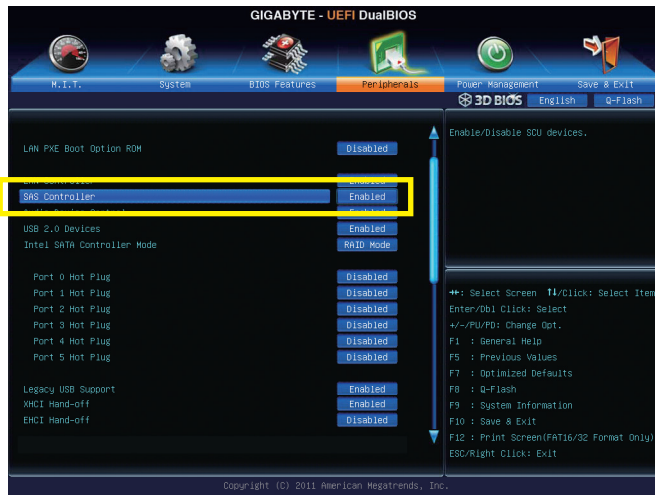 GIGABYTE - UEFI DualBIOS
M.I.T. System BIOS Features Peripherals Power Management Save & Exit
3D BIOS English Q-Flash
Enable/Disable SCU devices.
LAN PXE Boot Option ROM Disabled
Enabled
SAS Controller Enabled
USB 2.0 Devices Enabled
Intel SATA Controller Mode RAID Mode
Port 0 Hot Plug Disabled
Port 1 Hot Plug Disabled
Port 2 Hot Plug Disabled
Port 3 Hot Plug Disabled
Port 4 Hot Plug Disabled
Port 5 Hot Plug Disabled
Legacy USB Support Enabled
XHCI Hand-off Enabled
EHCI Hand-off Disabled
→←: Select Screen ↑↓/Click: Select Item
Enter/Dbl Click: Select
+/-/PU/PD: Change Opt.
F1 : General Help
F5 : Previous Values
F7 : Optimized Defaults
F8 : Q-Flash
F9 : System Information
F10 : Save & Exit
F12 : Print Screen(FAT16/32 Format Only)
ESC/Right Click: Exit
Copyright (C) 2011 American Megatrends, Inc.